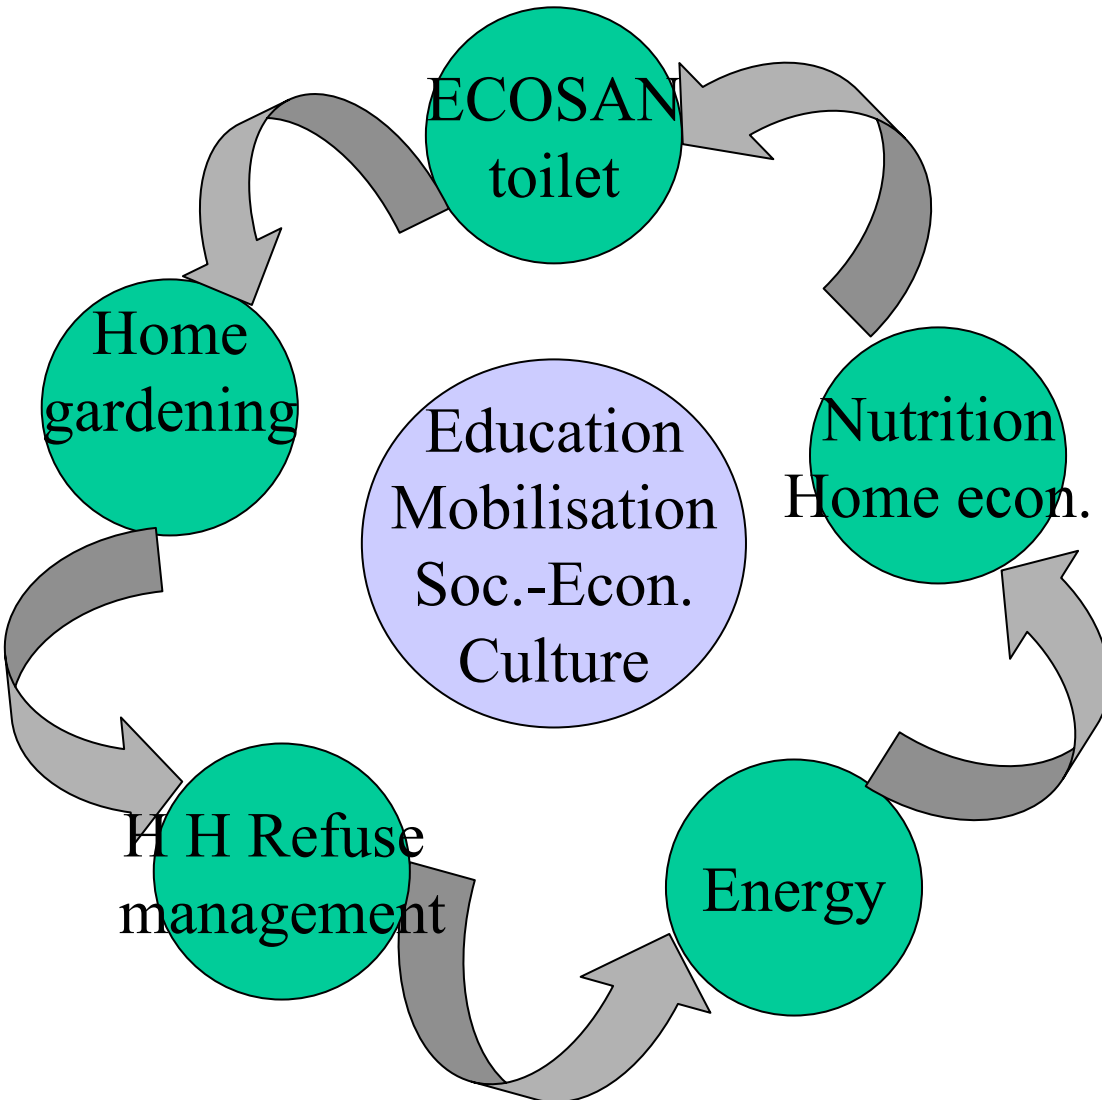 ECOSAN
toilet
Home
gardening
Education
Mobilisation
Soc.-Econ.
Culture
Nutrition
Home econ.
H H Refuse
management
Energy